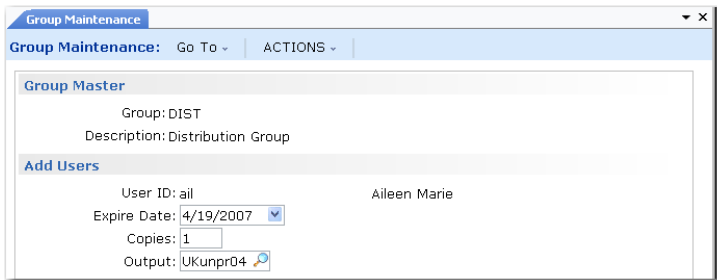 Group Maintenance
Group Maintenance: Go To ACTIONS
Group Master
Group: DIST
Description: Distribution Group
Add Users
User ID: ail Aileen Marie
Expire Date: 4/19/2007
Copies: 1
Output: UKunpr04